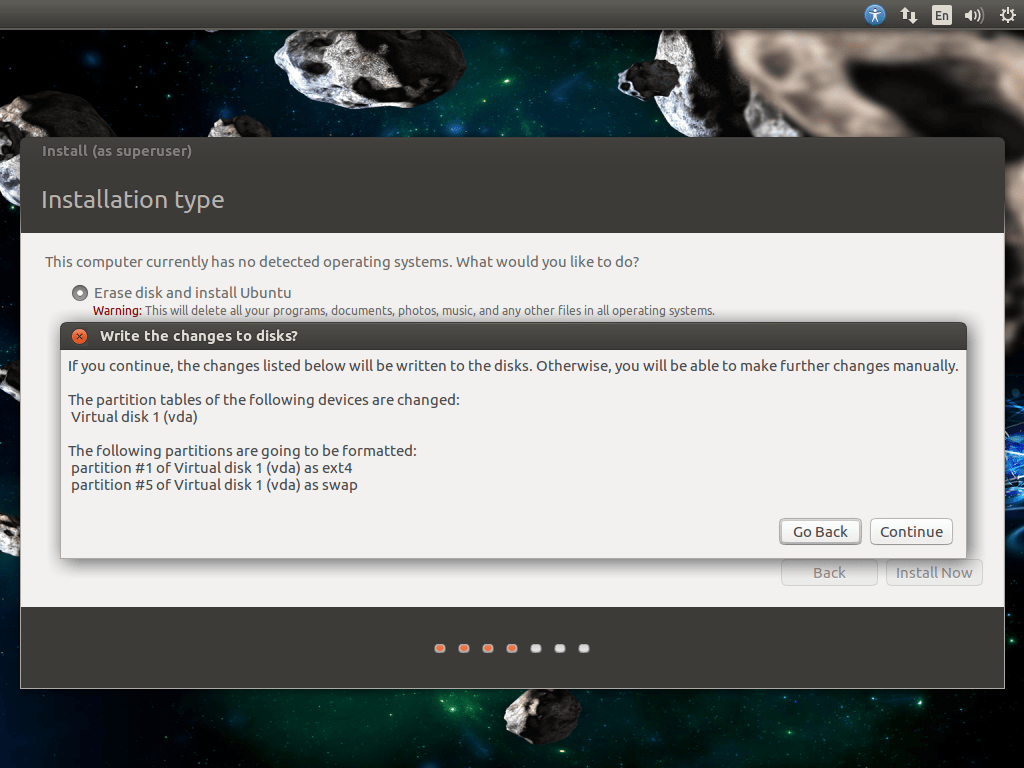 En
Install (as superuser)
Installation type
This computer currently has no detected operating systems. What would you like to do?
Erase disk and install Ubuntu
Warning: This will delete all your programs, documents, photos, music, and any other files in all operating systems.
Write the changes to disks?
If you continue, the changes listed below will be written to the disks. Otherwise, you will be able to make further changes manually.
The partition tables of the following devices are changed:
Virtual disk 1 (vda)
The following partitions are going to be formatted:
partition #1 of Virtual disk 1 (vda) as ext4
partition #5 of Virtual disk 1 (vda) as swap
Go Back
Continue
Back
Install Now